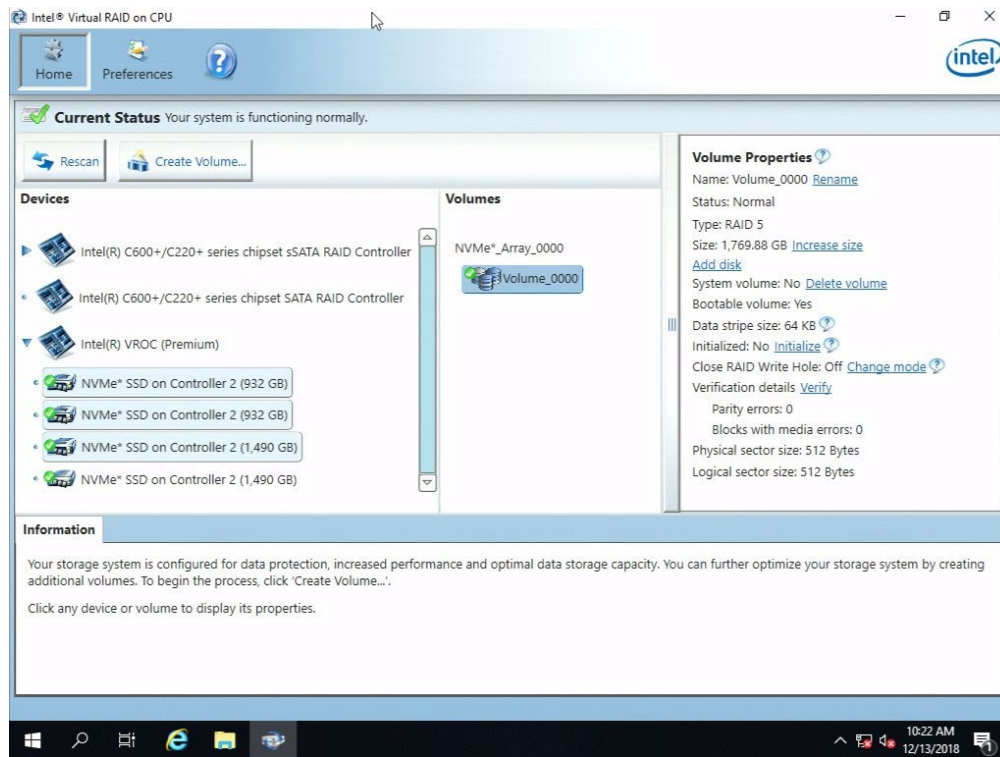 Intel® Virtual RAID on CPU
Home
Preferences
intel
Current Status Your system is functioning normally.
Rescan
Create Volume...
Devices
Intel(R) C600+/C220+ series chipset sSATA RAID Controller
Intel(R) C600+/C220+ series chipset SATA RAID Controller
Intel(R) VROC (Premium)
NVMe* SSD on Controller 2 (932 GB)
NVMe* SSD on Controller 2 (932 GB)
NVMe* SSD on Controller 2 (1,490 GB)
NVMe* SSD on Controller 2 (1,490 GB)
Volumes
NVMe*_Array_0000
Volume_0000
Volume Properties
Name: Volume_0000 Rename
Status: Normal
Type: RAID 5
Size: 1,769.88 GB Increase size
Add disk
System volume: No Delete volume
Bootable volume: Yes
Data stripe size: 64 KB
Initialized: No Initialize
Close RAID Write Hole: Off Change mode
Verification details Verify
Parity errors: 0
Blocks with media errors: 0
Physical sector size: 512 Bytes
Logical sector size: 512 Bytes
Information
Your storage system is configured for data protection, increased performance and optimal data storage capacity. You can further optimize your storage system by creating
additional volumes. To begin the process, click 'Create Volume...'.
Click any device or volume to display its properties.
10:22 AM
12/13/2018
1